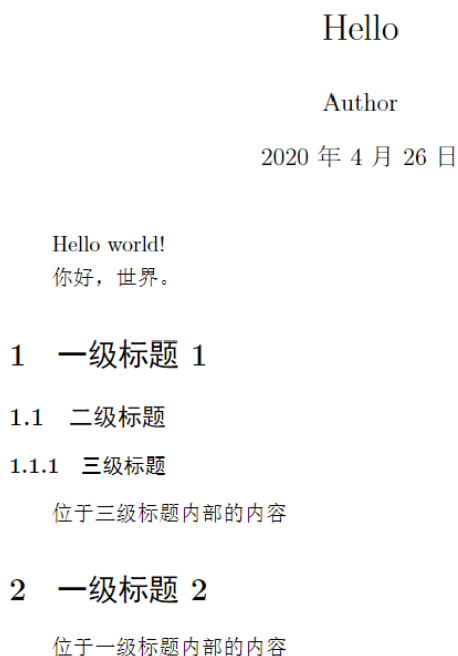 Hello
Author
2020 年 4 月 26 日
Hello world!
你好，世界。
1 一级标题 1
1.1 二级标题
1.1.1 三级标题
位于三级标题内部的内容
2 一级标题 2
位于一级标题内部的内容